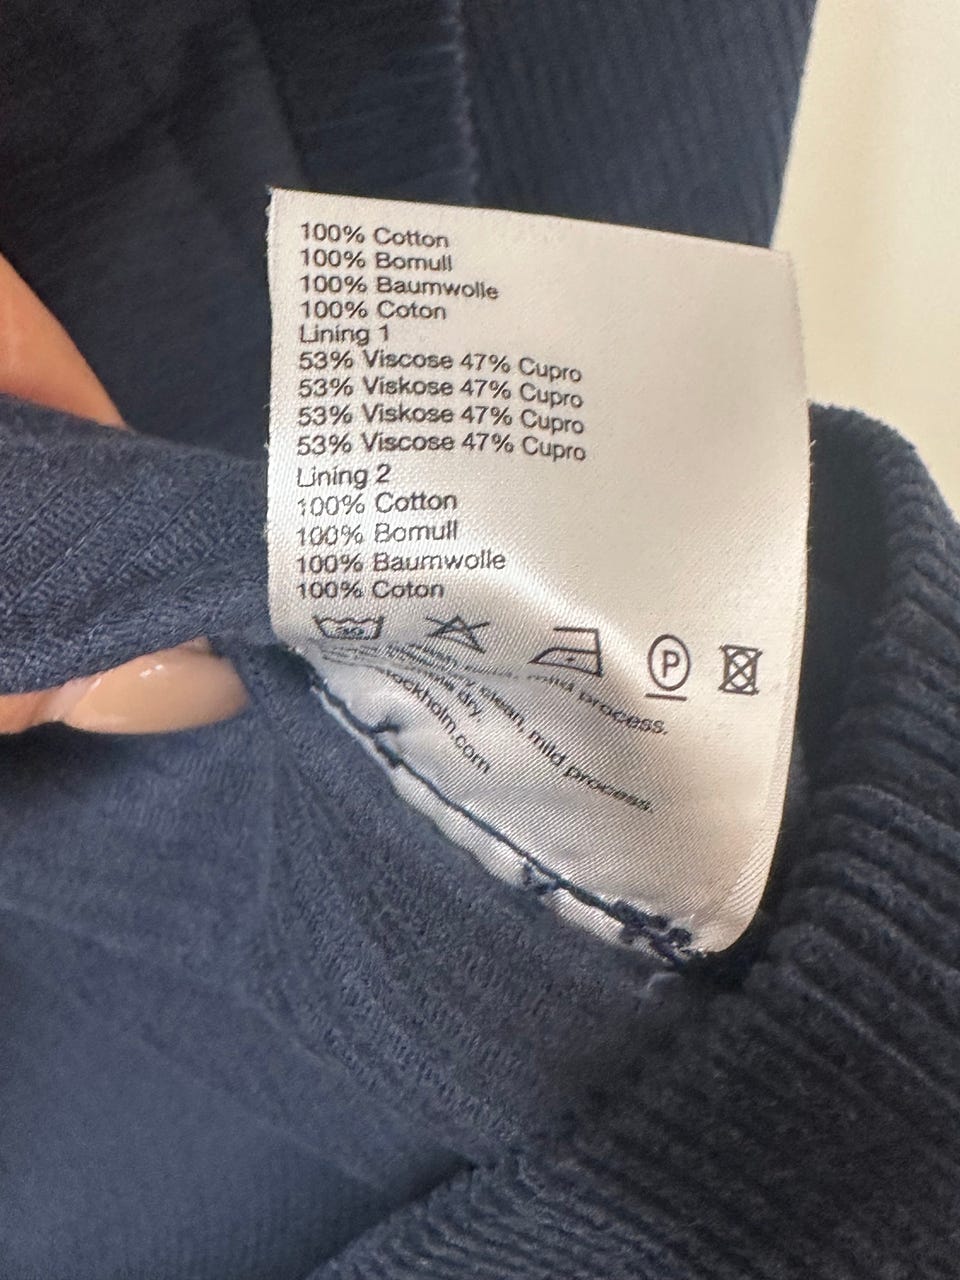 100% Cotton
100% Bomull
100% Baumwolle
100% Coton
Lining 1
53% Viscose 47% Cupro
53% Viskose 47% Cupro
53% Viskose 47% Cupro
53% Viscose 47% Cupro
Lining 2
100% Cotton
100% Bomull
100% Baumwolle
100% Coton
30
P
mild process.
clean, mild process.
dry.
ockholm.com